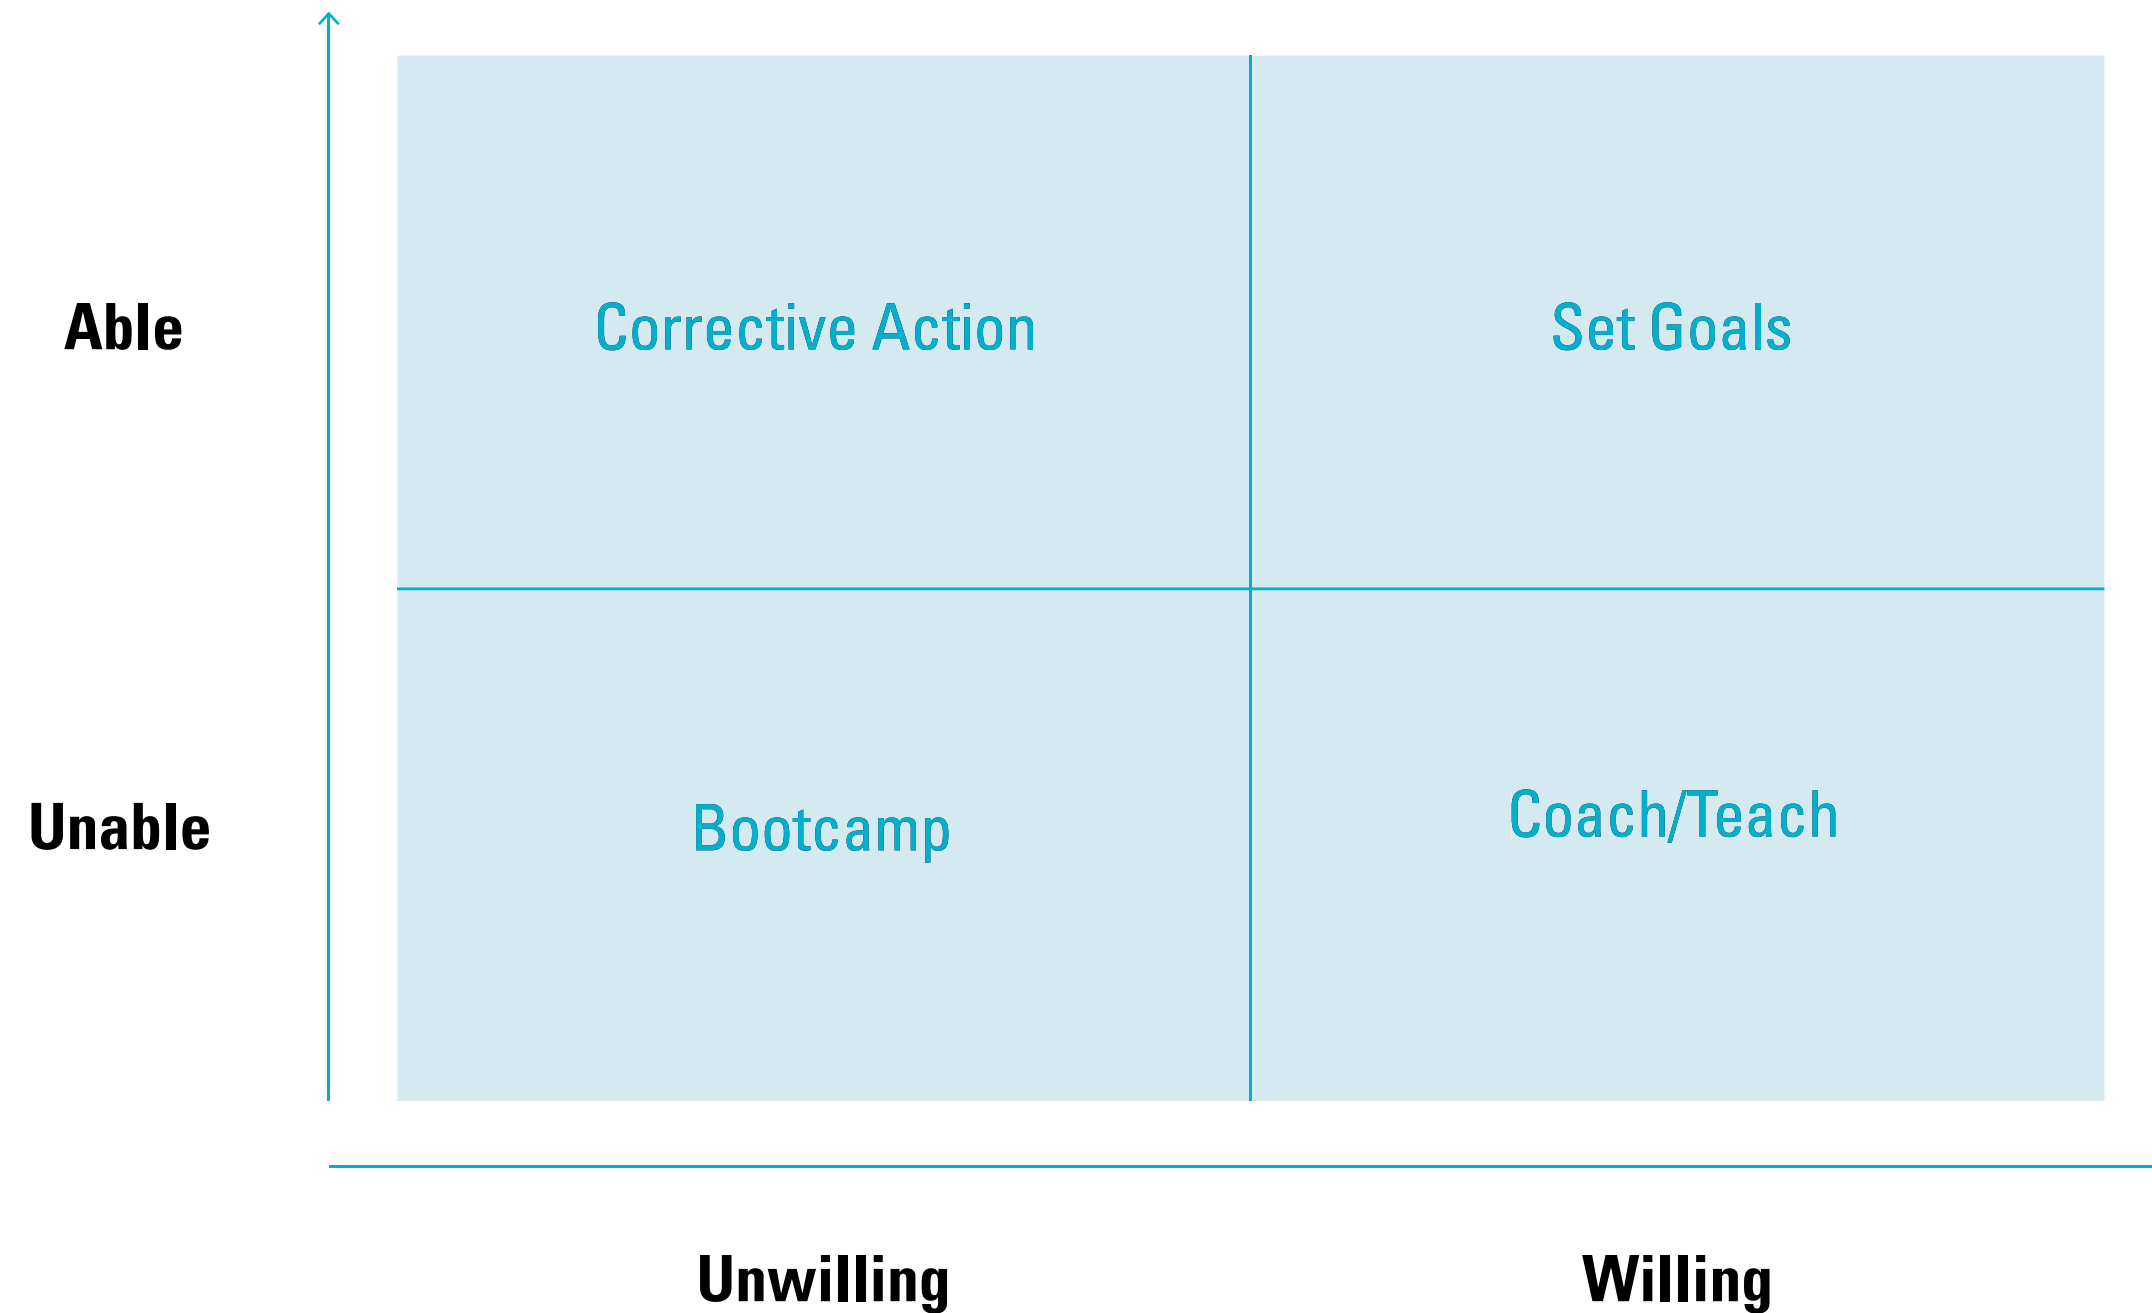 Able
Corrective Action
Set Goals
Unable
Bootcamp
Coach/Teach
Unwilling
Willing